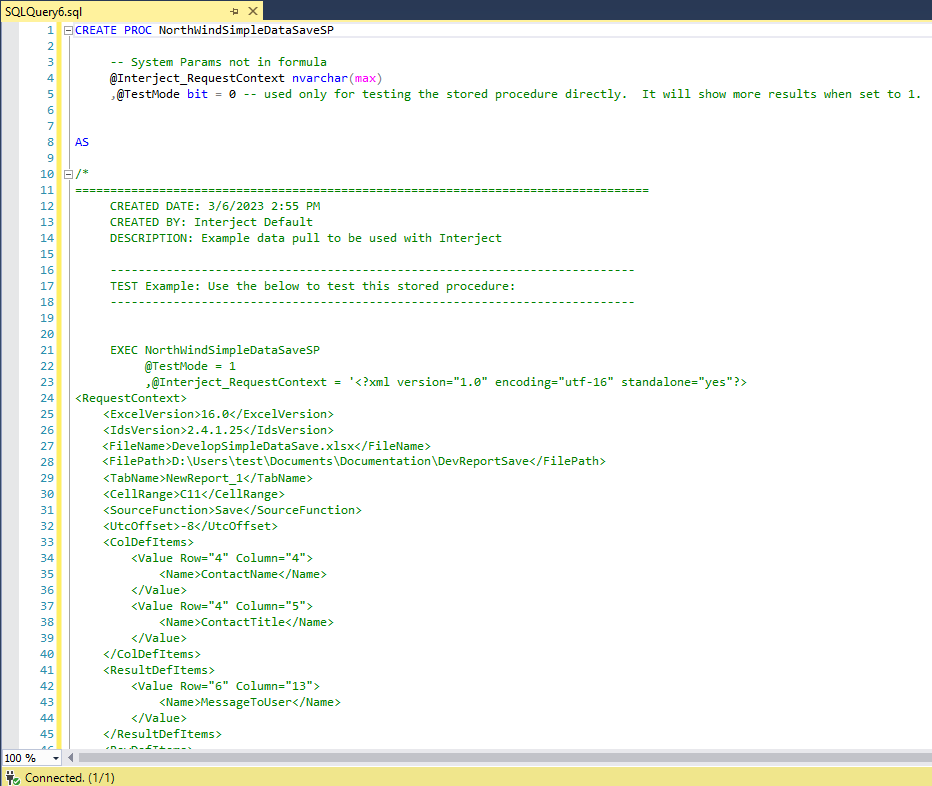 SQLQuery6.sql
1 CREATE PROC NorthWindSimpleDataSaveSP
2
3 -- System Params not in formula
4 @Interject_RequestContext nvarchar(max)
5 ,@TestMode bit = 0 -- used only for testing the stored procedure directly.  It will show more results when set to 1.
6
7
8 AS
9
10 /*
11 ==================================================================================
12 CREATED DATE: 3/6/2023 2:55 PM
13 CREATED BY: Interject Default
14 DESCRIPTION: Example data pull to be used with Interject
15
16 ---------------------------------------------------------------------------
17 TEST Example: Use the below to test this stored procedure:
18 ---------------------------------------------------------------------------
19
20
21 EXEC NorthWindSimpleDataSaveSP
22 @TestMode = 1
23 ,@Interject_RequestContext = '<?xml version="1.0" encoding="utf-16" standalone="yes"?>
24 <RequestContext>
25 <ExcelVersion>16.0</ExcelVersion>
26 <IdsVersion>2.4.1.25</IdsVersion>
27 <FileName>DevelopSimpleDataSave.xlsx</FileName>
28 <FilePath>D:\Users\test\Documents\Documentation\DevReportSave</FilePath>
29 <TabName>NewReport_1</TabName>
30 <CellRange>C11</CellRange>
31 <SourceFunction>Save</SourceFunction>
32 <UtcOffset>-8</UtcOffset>
33 <ColDefItems>
34 <Value Row="4" Column="4">
35 <Name>ContactName</Name>
36 </Value>
37 <Value Row="4" Column="5">
38 <Name>ContactTitle</Name>
39 </Value>
40 </ColDefItems>
41 <ResultDefItems>
42 <Value Row="6" Column="13">
43 <Name>MessageToUser</Name>
44 </Value>
45 </ResultDefItems>
100 %
Connected. (1/1)